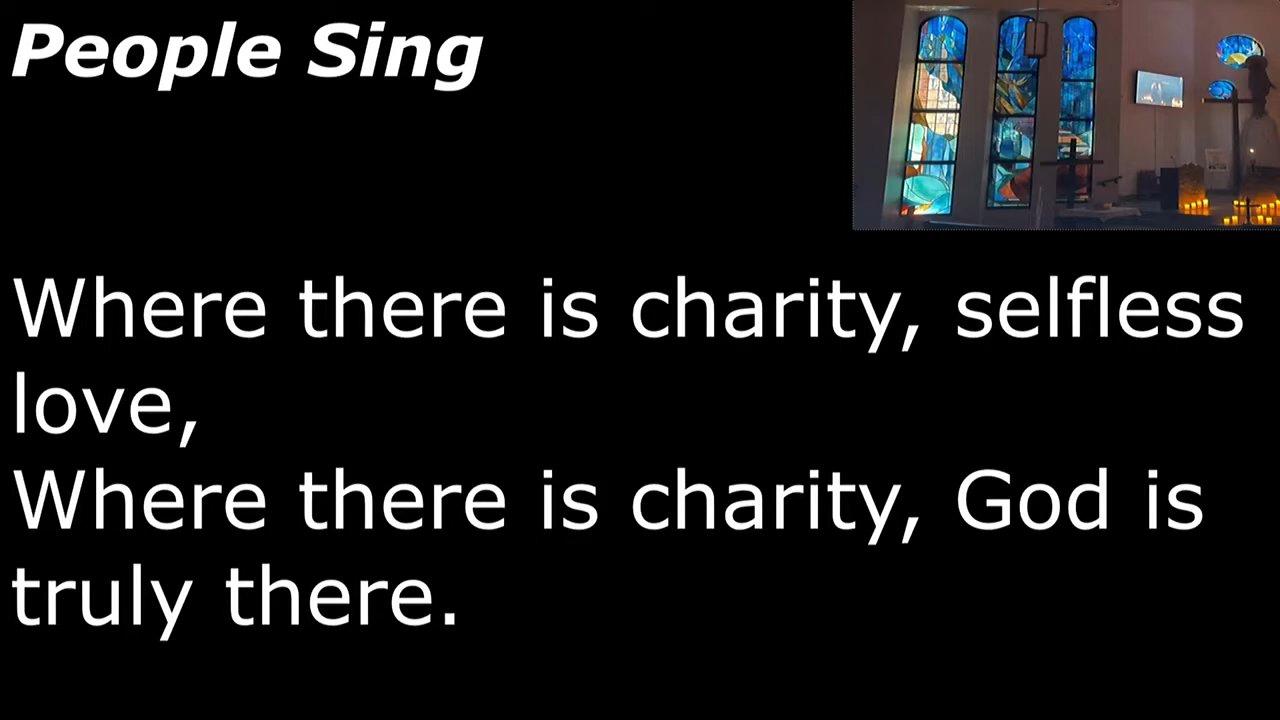 People Sing
Where there is charity, selfless
love,
Where there is charity, God is
truly there.